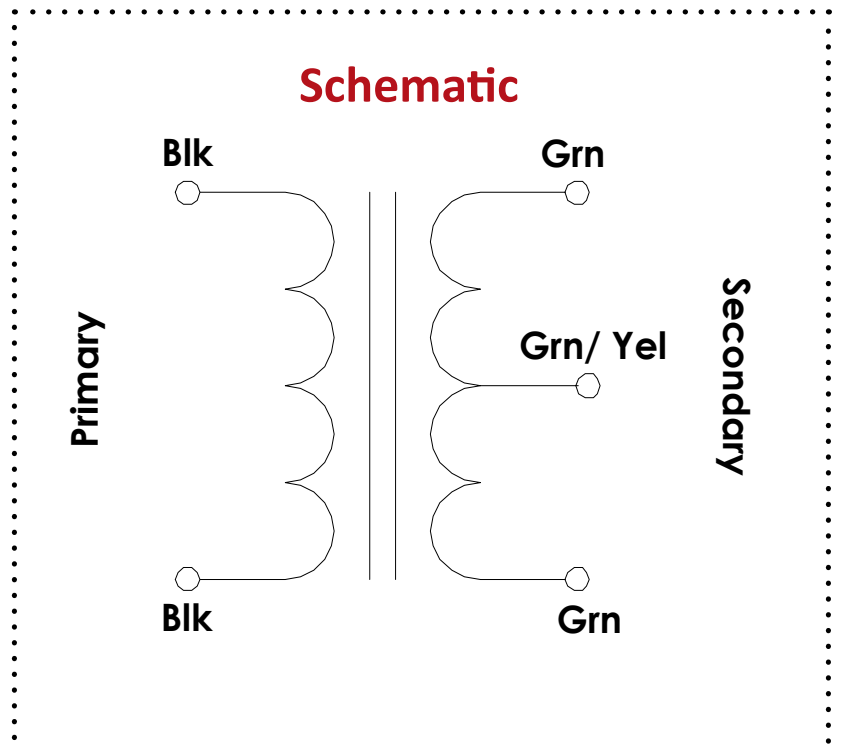 Schematic
Blk
Grn
Primary
Grn/ Yel
Secondary
Blk
Grn